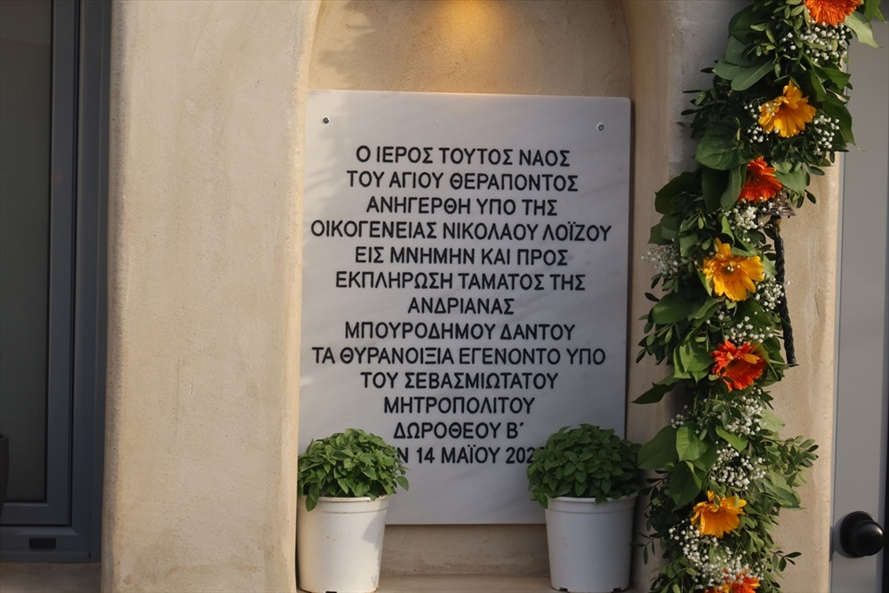 Ο ΙΕΡΟΣ ΤΟΥΤΟΣ ΝΑΟΣ
ΤΟΥ ΑΓΙΟΥ ΘΕΡΑΠΟΝΤΟΣ
ΑΝΗΓΕΡΘΗ ΥΠΟ ΤΗΣ
ΟΙΚΟΓΕΝΕΙΑΣ ΝΙΚΟΛΑΟΥ ΛΟΪΖΟΥ
ΕΙΣ ΜΝΗΜΗΝ ΚΑΙ ΠΡΟΣ
ΕΚΠΛΗΡΩΣΗ ΤΑΜΑΤΟΣ ΤΗΣ
ΑΝΔΡΙΑΝΑΣ
ΜΠΟΥΡΟΔΗΜΟΥ ΔΑΝΤΟΥ
ΤΑ ΘΥΡΑΝΟΙΞΙΑ ΕΓΕΝΟΝΤΟ ΥΠΟ
ΤΟΥ ΣΕΒΑΣΜΙΩΤΑΤΟΥ
ΜΗΤΡΟΠΟΛΙΤΟΥ
ΔΩΡΟΘΕΟΥ Β΄
14 ΜΑΪΟΥ